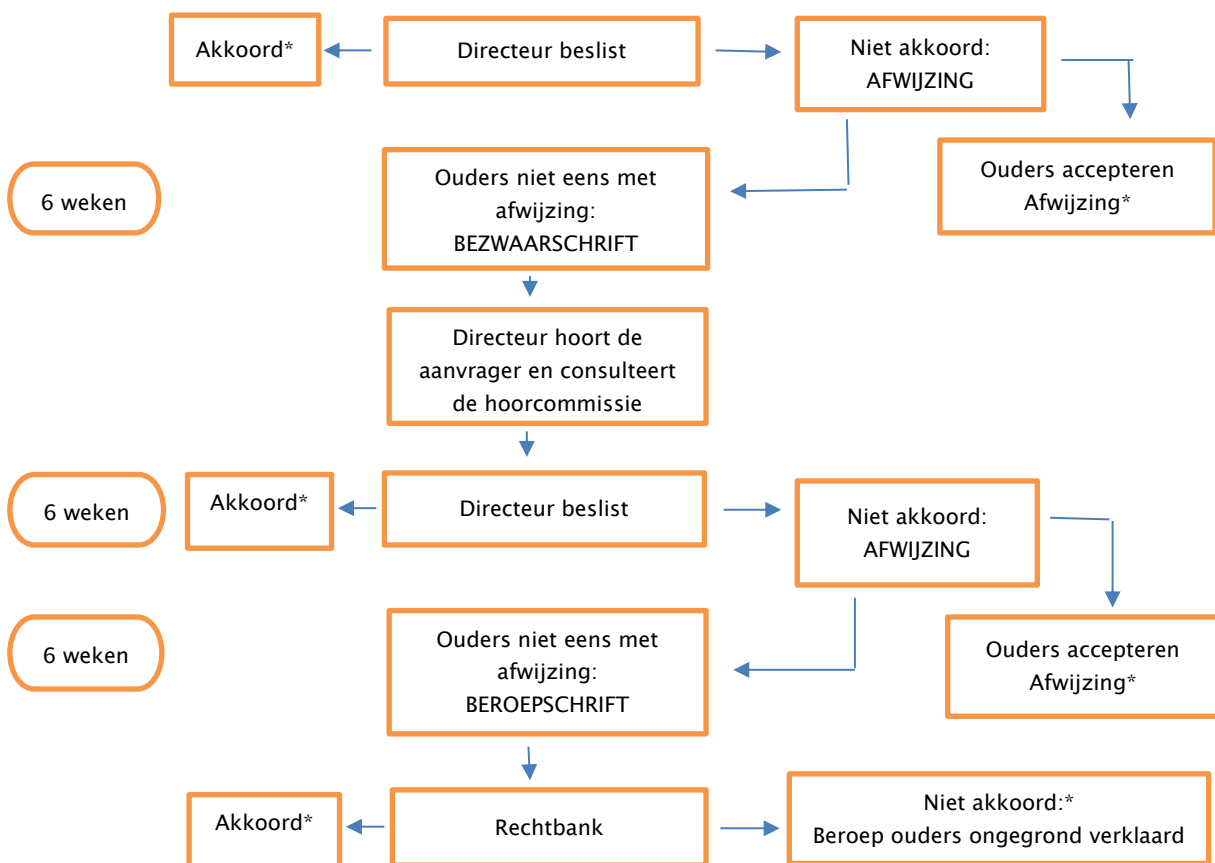 Akkoord*
Directeur beslist
Niet akkoord:
AFWIJZING
Ouders accepteren
Afwijzing*
6 weken
Ouders niet eens met
afwijzing:
BEZWAARSCHRIFT
Directeur hoort de
aanvrager en consulteert
de hoorcommissie
6 weken
Akkoord*
Directeur beslist
Niet akkoord:
AFWIJZING
6 weken
Ouders niet eens met
afwijzing:
BEROEPSCHRIFT
Ouders accepteren
Afwijzing*
Akkoord*
Rechtbank
Niet akkoord:*
Beroep ouders ongegrond verklaard